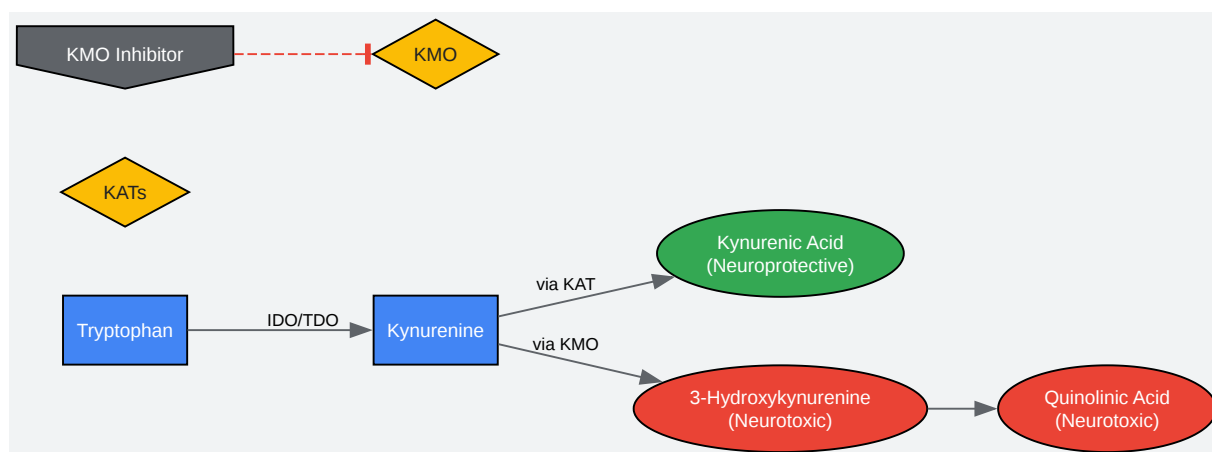 KMO Inhibitor
KMO
KATs
Kynurenic Acid
(Neuroprotective)
via KAT
Tryptophan
IDO/TDO
Kynurenine
via KMO
3-Hydroxykynurenine
(Neurotoxic)
Quinolinic Acid
(Neurotoxic)